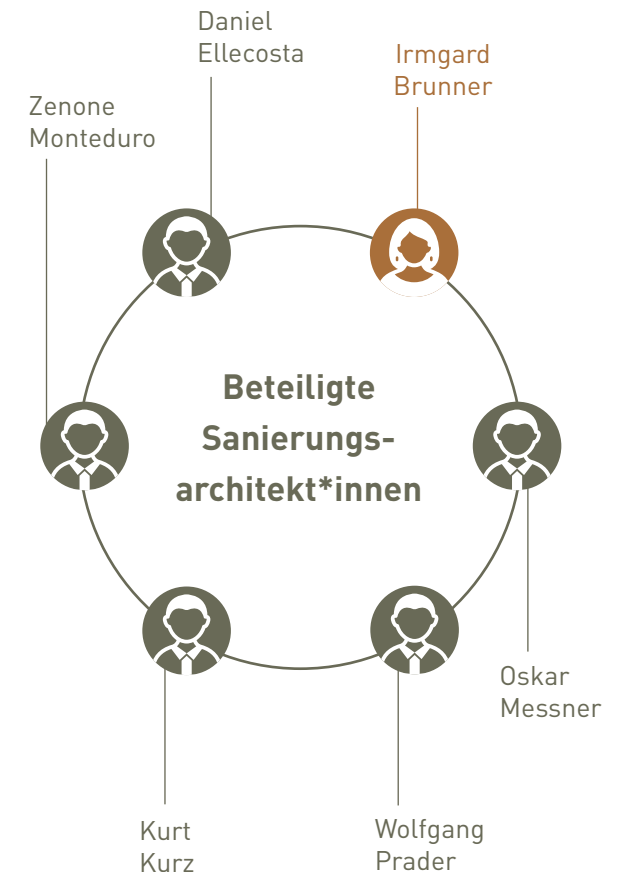 Daniel
Ellecosta
Irmgard
Brunner
Zenone
Monteduro
Beteiligte
Sanierungs-
architekt*innen
Oskar
Messner
Kurt
Kurz
Wolfgang
Prader